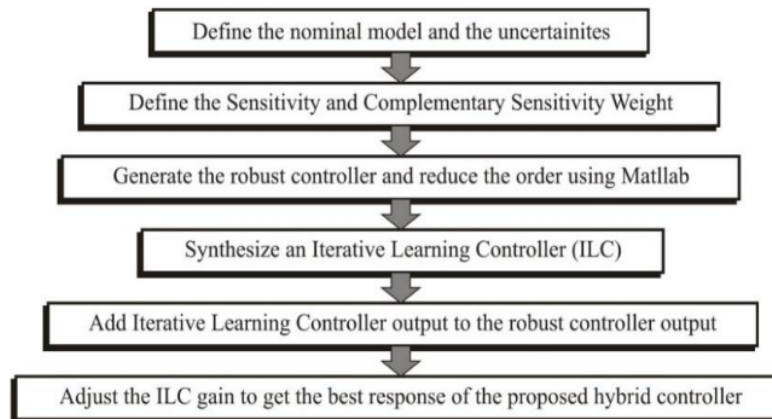 Define the nominal model and the uncertainites
Define the Sensitivity and Complementary Sensitivity Weight
Generate the robust controller and reduce the order using Matllab
Synthesize an Iterative Learning Controller (ILC)
Add Iterative Learning Controller output to the robust controller output
Adjust the ILC gain to get the best response of the proposed hybrid controller